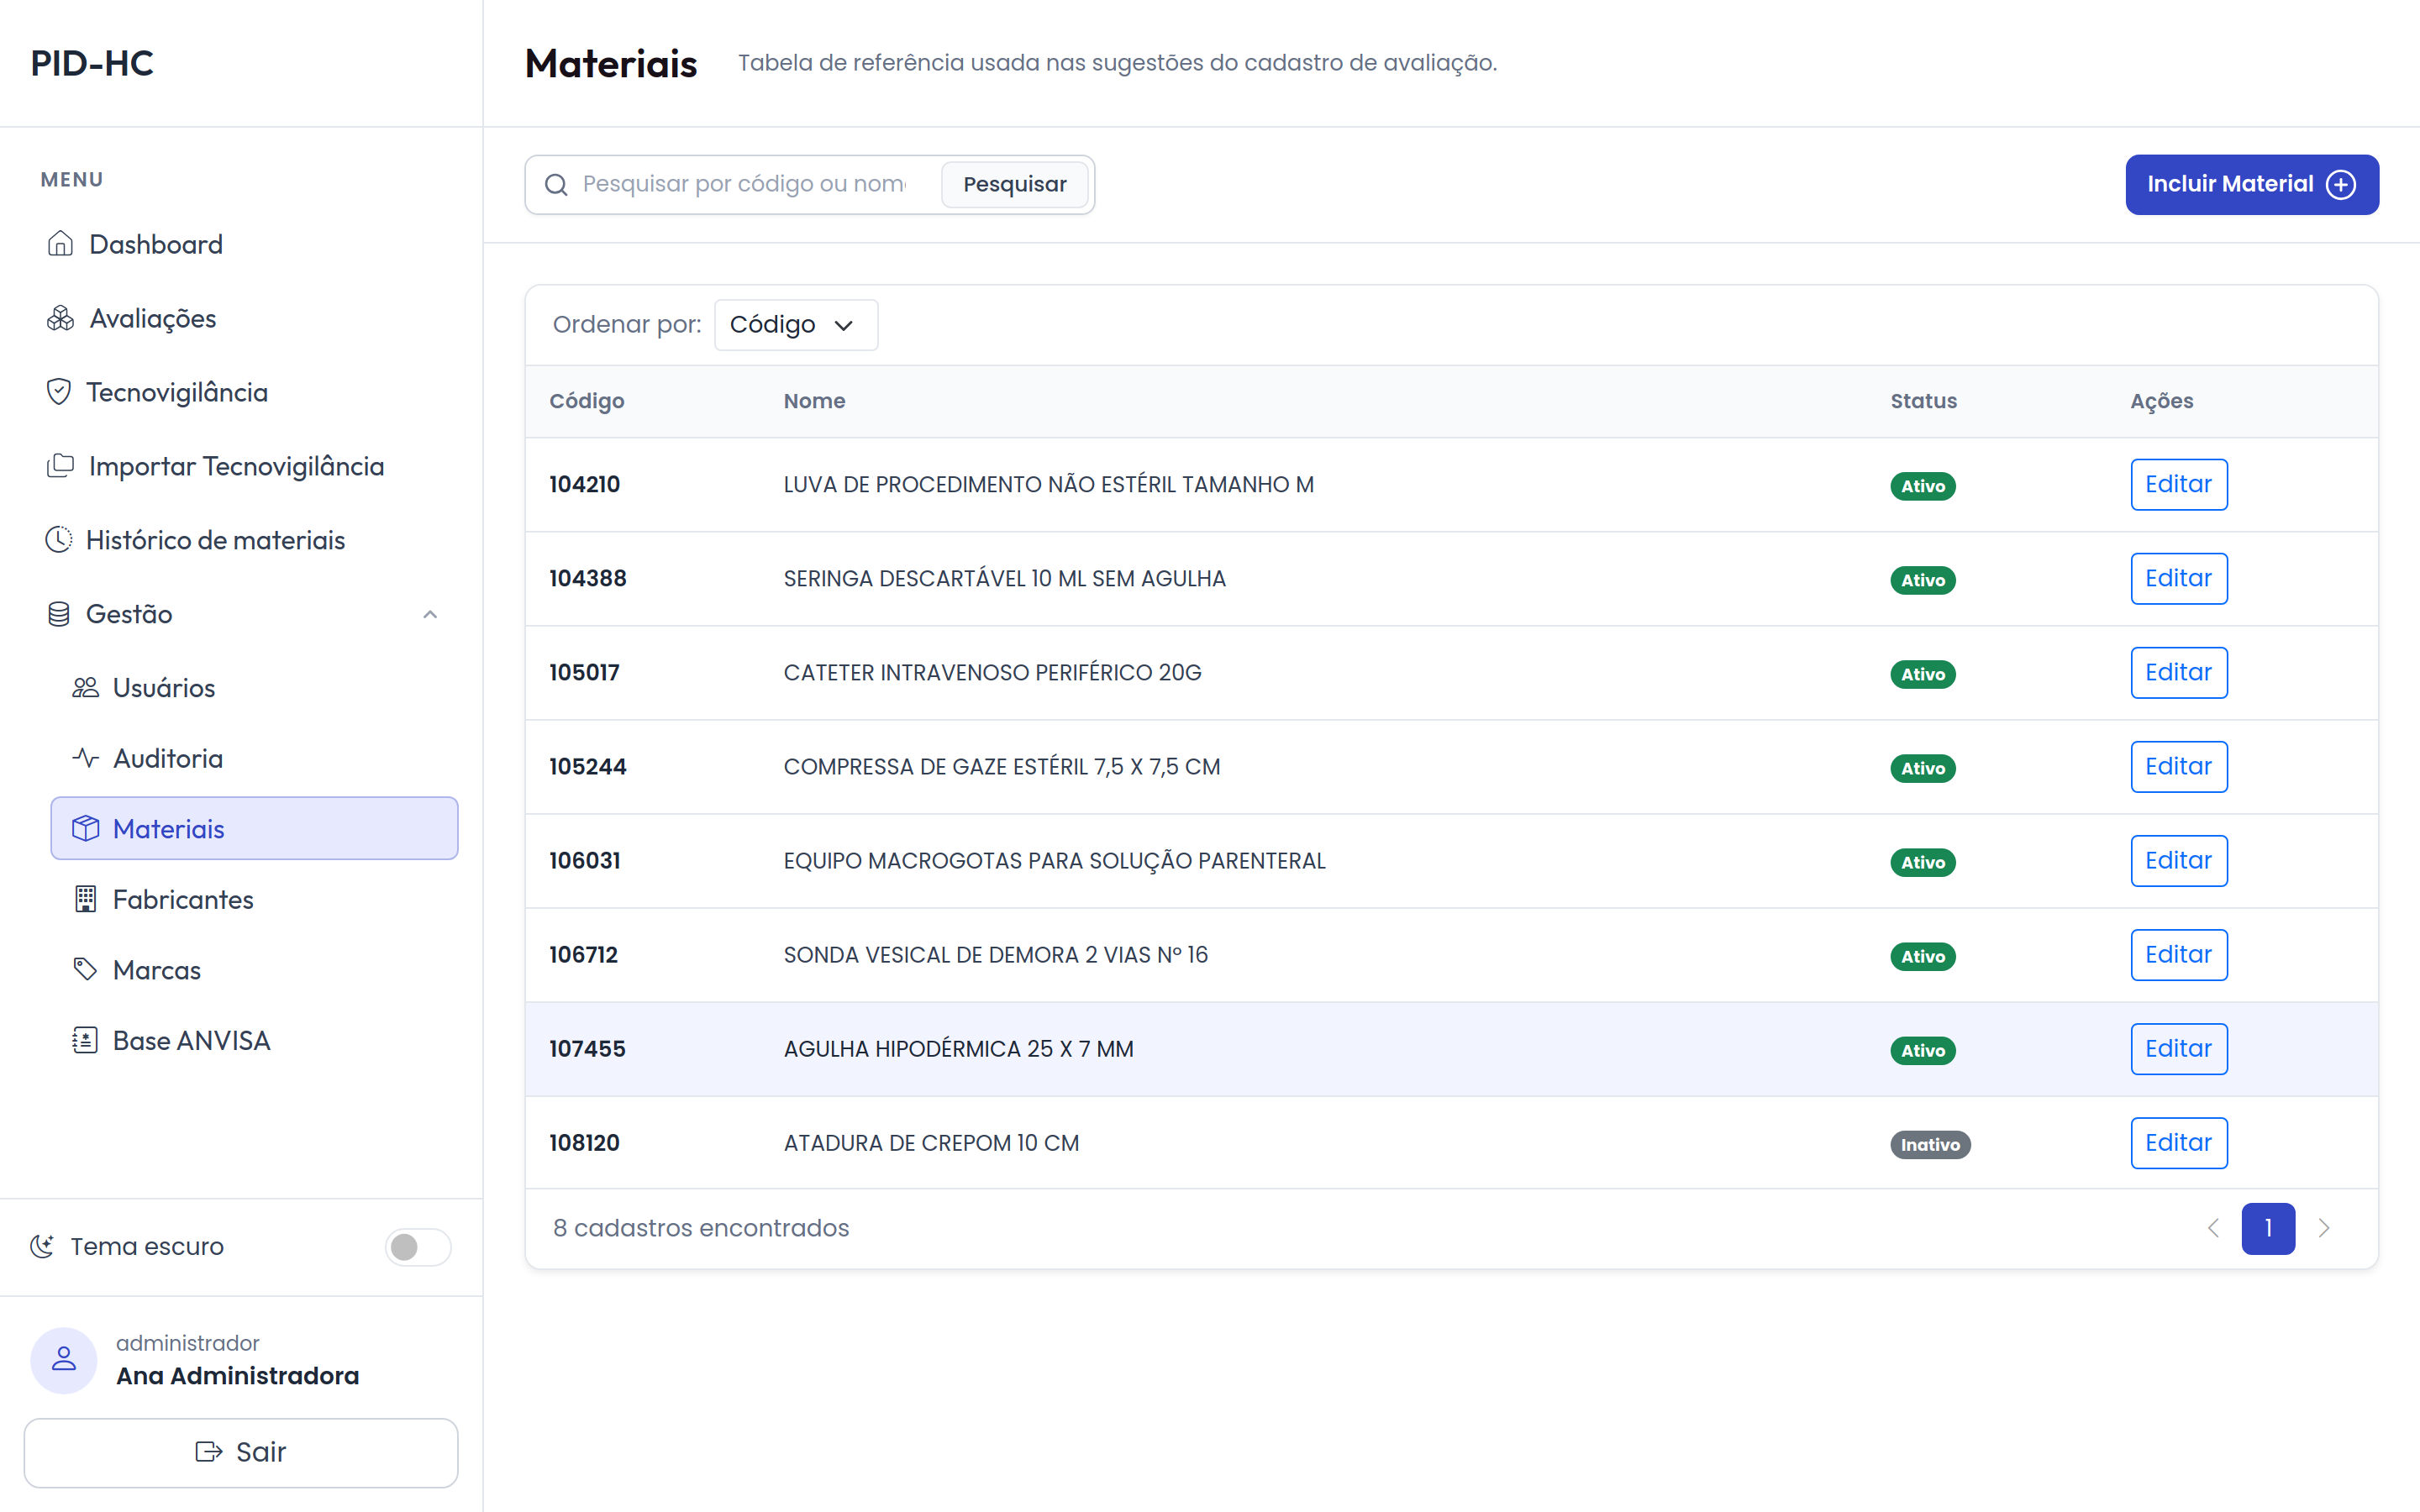 PID-HC
Materiais
Tabela de referência usada nas sugestões do cadastro de avaliação.
MENU
Dashboard
Avaliações
Tecnovigilância
Importar Tecnovigilância
Histórico de materiais
Gestão
Usuários
Auditoria
Materiais
Fabricantes
Marcas
Base ANVISA
Tema escuro
administrador
Ana Administradora
Sair
Pesquisar por código ou nom
Pesquisar
Incluir Material
Ordenar por: Código
Código Nome Status Ações
104210 LUVA DE PROCEDIMENTO NÃO ESTÉRIL TAMANHO M Ativo Editar
104388 SERINGA DESCARTÁVEL 10 ML SEM AGULHA Ativo Editar
105017 CATETER INTRAVENOSO PERIFÉRICO 20G Ativo Editar
105244 COMPRESSA DE GAZE ESTÉRIL 7,5 X 7,5 CM Ativo Editar
106031 EQUIPO MACROGOTAS PARA SOLUÇÃO PARENTERAL Ativo Editar
106712 SONDA VESICAL DE DEMORA 2 VIAS Nº 16 Ativo Editar
107455 AGULHA HIPODÉRMICA 25 X 7 MM Ativo Editar
108120 ATADURA DE CREPOM 10 CM Inativo Editar
8 cadastros encontrados
1